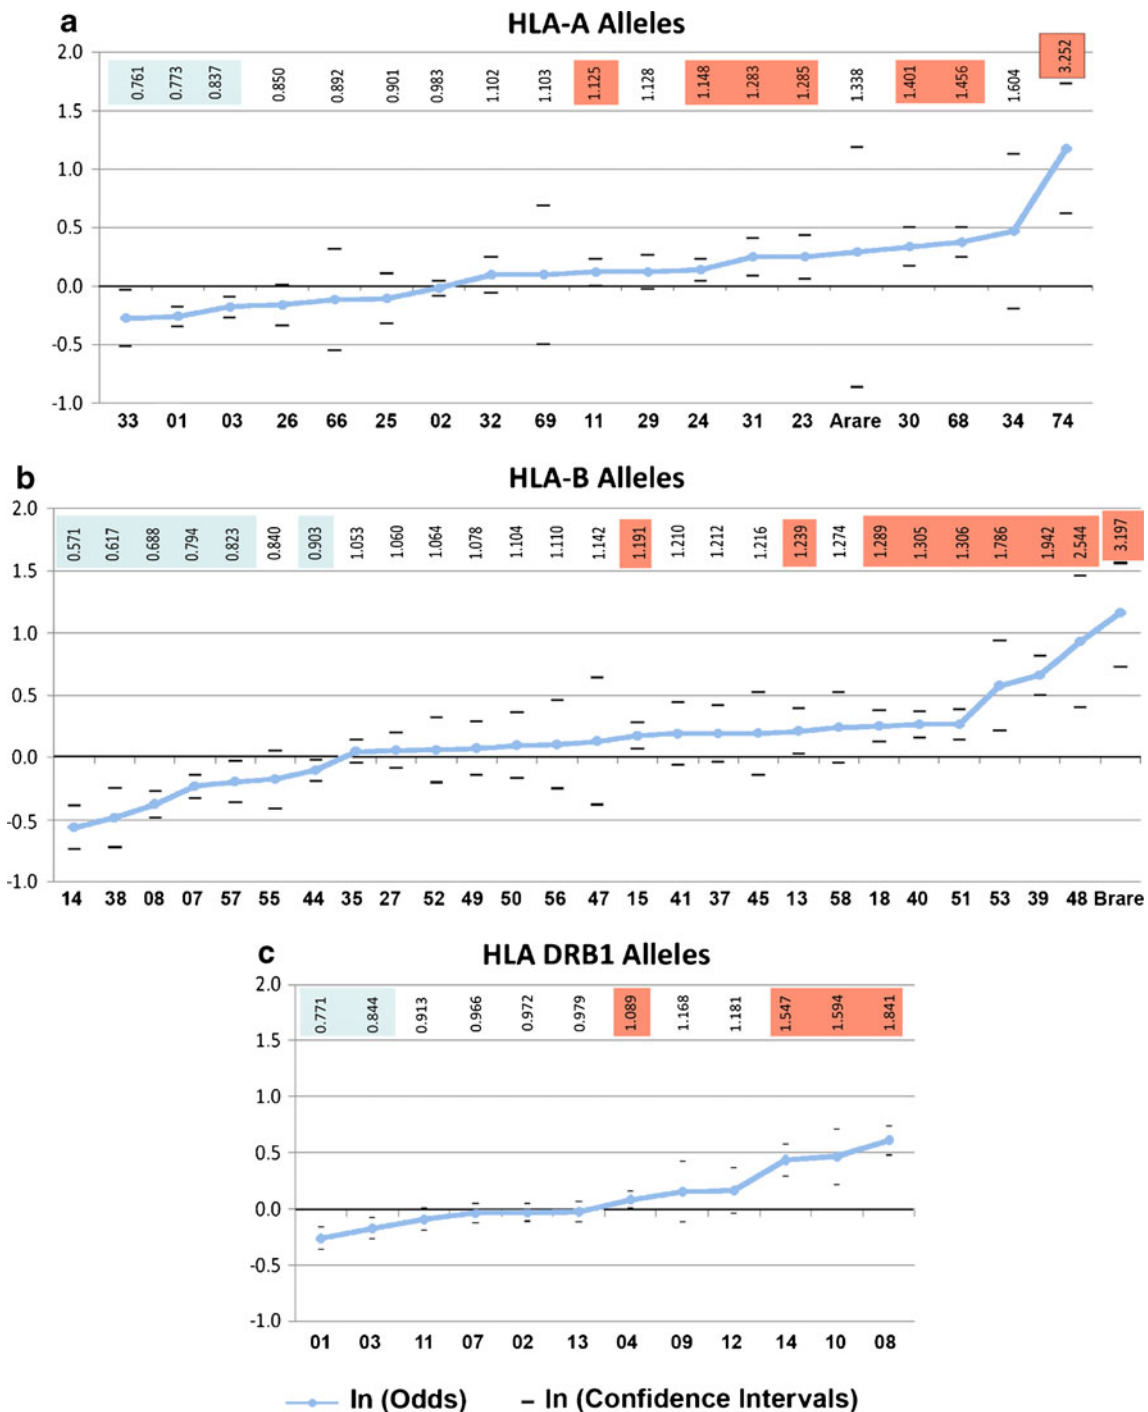 a
HLA-A Alleles
2.0
1.5
1.0
0.5
0.0
-0.5
-1.0
0.761 0.773 0.837 0.850 0.892 0.901 0.983 1.102 1.103 1.125 1.128 1.148 1.283 1.285 1.338 1.401 1.456 1.604 3.252
33 01 03 26 66 25 02 32 69 11 29 24 31 23 Arare 30 68 34 74
b
HLA-B Alleles
2.0
1.5
1.0
0.5
0.0
-0.5
-1.0
0.571 0.617 0.688 0.794 0.823 0.840 0.903 1.053 1.060 1.064 1.078 1.104 1.110 1.142 1.191 1.210 1.212 1.216 1.239 1.274 1.289 1.305 1.306 1.786 1.942 2.544 3.197
14 38 08 07 57 55 44 35 27 52 49 50 56 47 15 41 37 45 13 58 18 40 51 53 39 48 Brare
c
HLA DRB1 Alleles
2.0
1.5
1.0
0.5
0.0
-0.5
-1.0
0.771 0.844 0.913 0.966 0.972 0.979 1.089 1.168 1.181 1.547 1.594 1.841
01 03 11 07 02 13 04 09 12 14 10 08
In (Odds) In (Confidence Intervals)